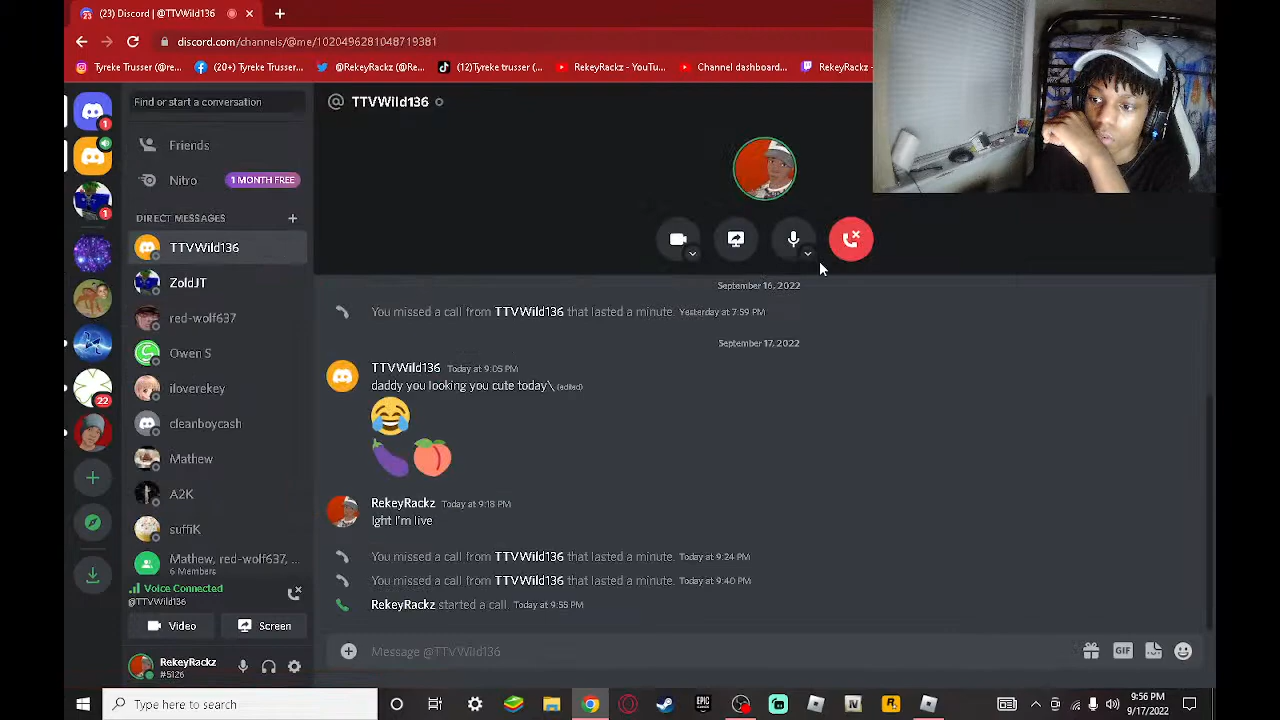 (23) Discord | @TTVWild136
discord.com/channels/@me/1020496281048719381
Tyreke Trusser (@re... (20+) Tyreke Trusser... @RekeyRackz (@Re... (12)Tyreke trusser (... RekeyRackz - YouTu... Channel dashboard... RekeyRackz -
Find or start a conversation
@ TTVWild136
Friends
Nitro 1 MONTH FREE
DIRECT MESSAGES
TTVWild136
ZoldJT
red-wolf637
Owen S
iloverekey
cleanboycash
Mathew
A2K
suffiK
Mathew, red-wolf637, ...
6 Members
1
1
22
Voice Connected
@TTVWild136
Video Screen
RekeyRackz
#5126
September 16, 2022
You missed a call from TTVWild136 that lasted a minute. Yesterday at 7:59 PM
September 17, 2022
TTVWild136 Today at 9:05 PM
daddy you looking you cute today\ (edited)
RekeyRackz Today at 9:18 PM
Ight I'm live
You missed a call from TTVWild136 that lasted a minute. Today at 9:24 PM
You missed a call from TTVWild136 that lasted a minute. Today at 9:40 PM
RekeyRackz started a call. Today at 9:55 PM
Message @TTVWild136
GIF
Type here to search
EPIC
IV
R
9:56 PM
9/17/2022